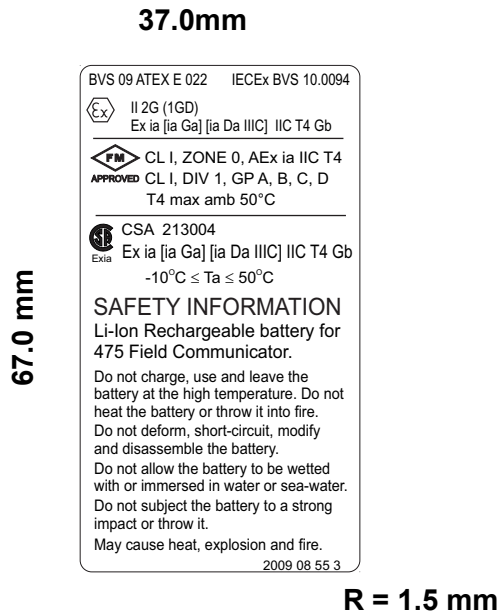 37.0mm
BVS 09 ATEX E 022 IECEx BVS 10.0094
Ex II 2G (1GD)
Ex ia [ia Ga] [ia Da IIIC] IIC T4 Gb
FM CL I, ZONE 0, AEx ia IIC T4
APPROVED CL I, DIV 1, GP A, B, C, D
T4 max amb 50°C
CSA 213004
Exia Ex ia [ia Ga] [ia Da IIIC] IIC T4 Gb
-10°C ≤ Ta ≤ 50°C
SAFETY INFORMATION
Li-Ion Rechargeable battery for
475 Field Communicator.
Do not charge, use and leave the
battery at the high temperature. Do not
heat the battery or throw it into fire.
Do not deform, short-circuit, modify
and disassemble the battery.
Do not allow the battery to be wetted
with or immersed in water or sea-water.
Do not subject the battery to a strong
impact or throw it.
May cause heat, explosion and fire.
2009 08 55 3
67.0 mm
R = 1.5 mm